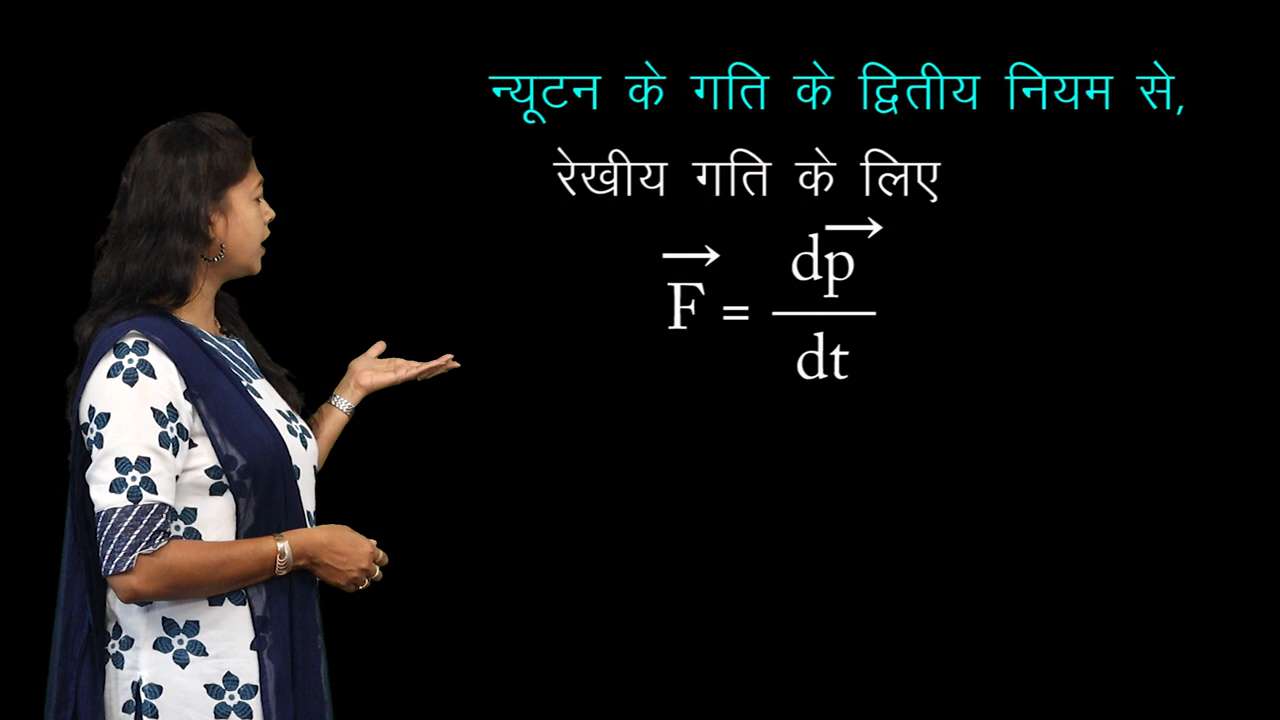 न्यूटन के गति के द्वितीय नियम से,
रेखीय गति के लिए
F⃗ = dp⃗ / dt